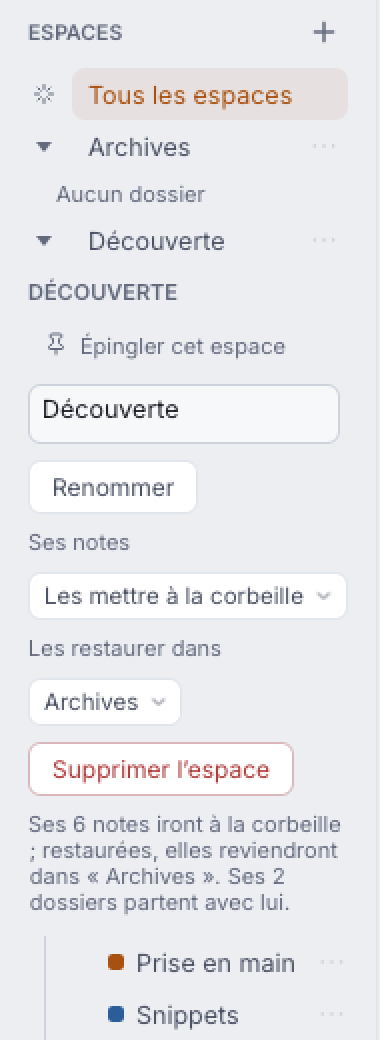 ESPACES
Tous les espaces
Archives
Aucun dossier
Découverte
DÉCOUVERTE
Épingler cet espace
Découverte
Renommer
Ses notes
Les mettre à la corbeille
Les restaurer dans
Archives
Supprimer l’espace
Ses 6 notes iront à la corbeille
; restaurées, elles reviendront
dans « Archives ». Ses 2
dossiers partent avec lui.
Prise en main
Snippets